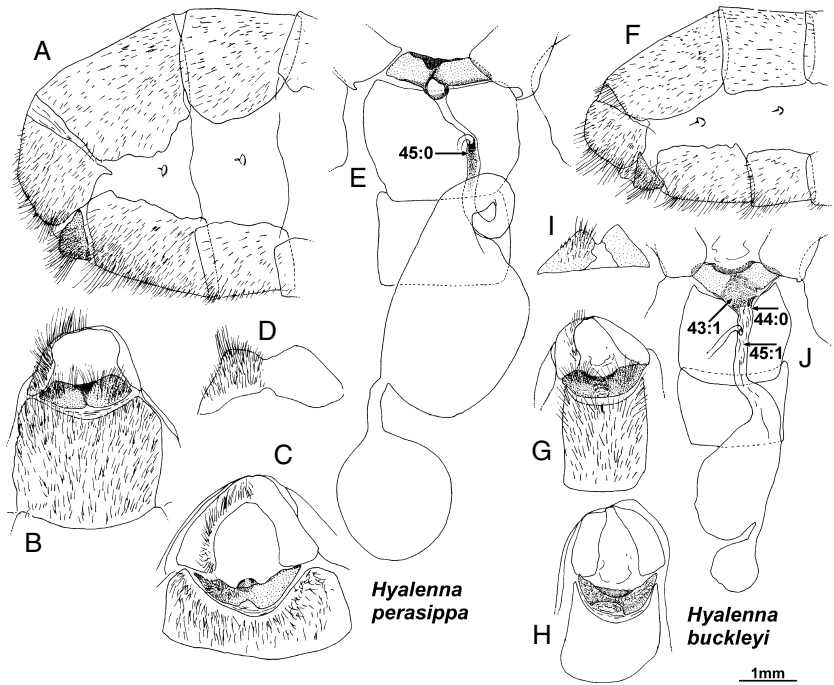 A
F
45:0
E
I
43:1
44:0
D
45:1
J
C
G
B
Hyalenna
perasippa
H
Hyalenna
buckleyi
1mm